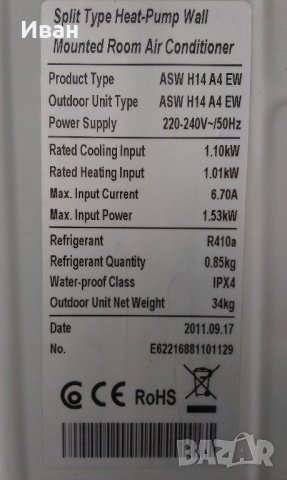 Split Type Heat-Pump Wall
Иван
Mounted Room Air Conditioner
Product Type ASW H14 A4 EW
Outdoor Unit Type ASW H14 A4 EW
Power Supply 220-240V~/50Hz
Rated Cooling Input 1.10kW
Rated Heating Input 1.01kW
Max. Input Current 6.70A
Max. Input Power 1.53kW
Refrigerant R410a
Refrigerant Quantity 0.85kg
Water-proof Class IPX4
Outdoor Unit Net Weight 34kg
Date 2011.09.17
No. E62216881101129
CE RoHS
BAZAR